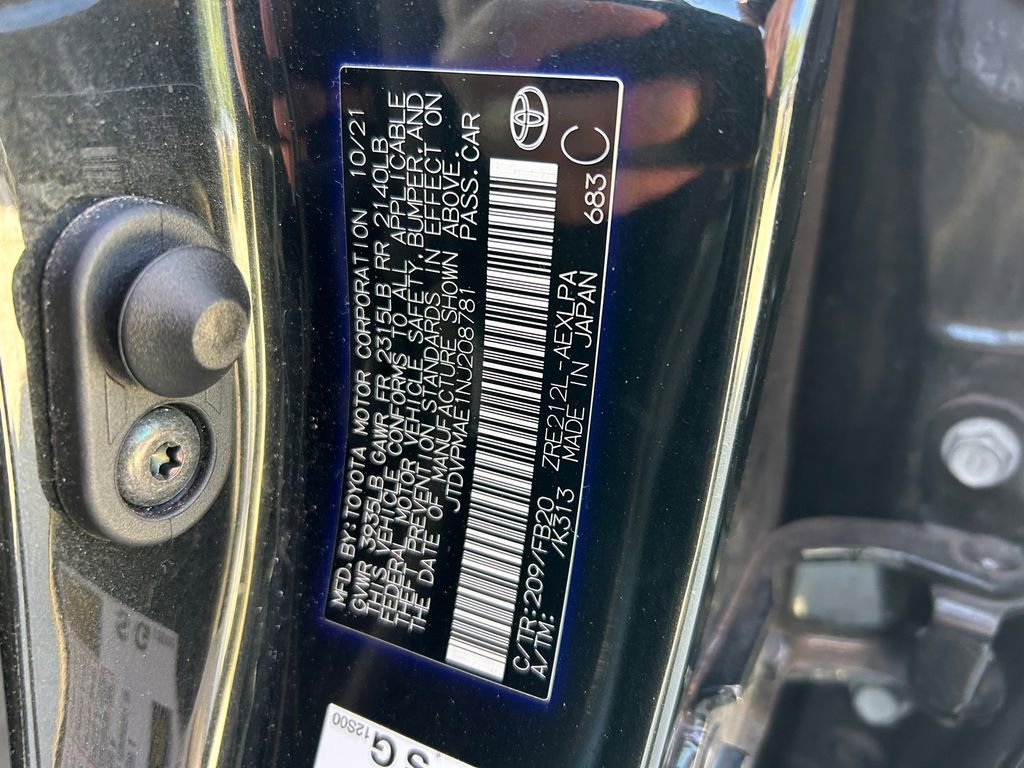 MFD. BY: TOYOTA MOTOR CORPORATION 10/21
GVWR 3935LB GAWR FR 2315LB RR 2140LB
THIS VEHICLE CONFORMS TO ALL APPLICABLE
FEDERAL MOTOR VEHICLE SAFETY, BUMPER, AND
THEFT PREVENTION STANDARDS IN EFFECT ON
THE DATE OF MANUFACTURE SHOWN ABOVE.
JTDVPMAE1NJ208781 PASS. CAR
683 C
C/TR: 209/FB20 ZRE212L-AEXLPA
A/TM: /K313 MADE IN JAPAN
12S00
SG